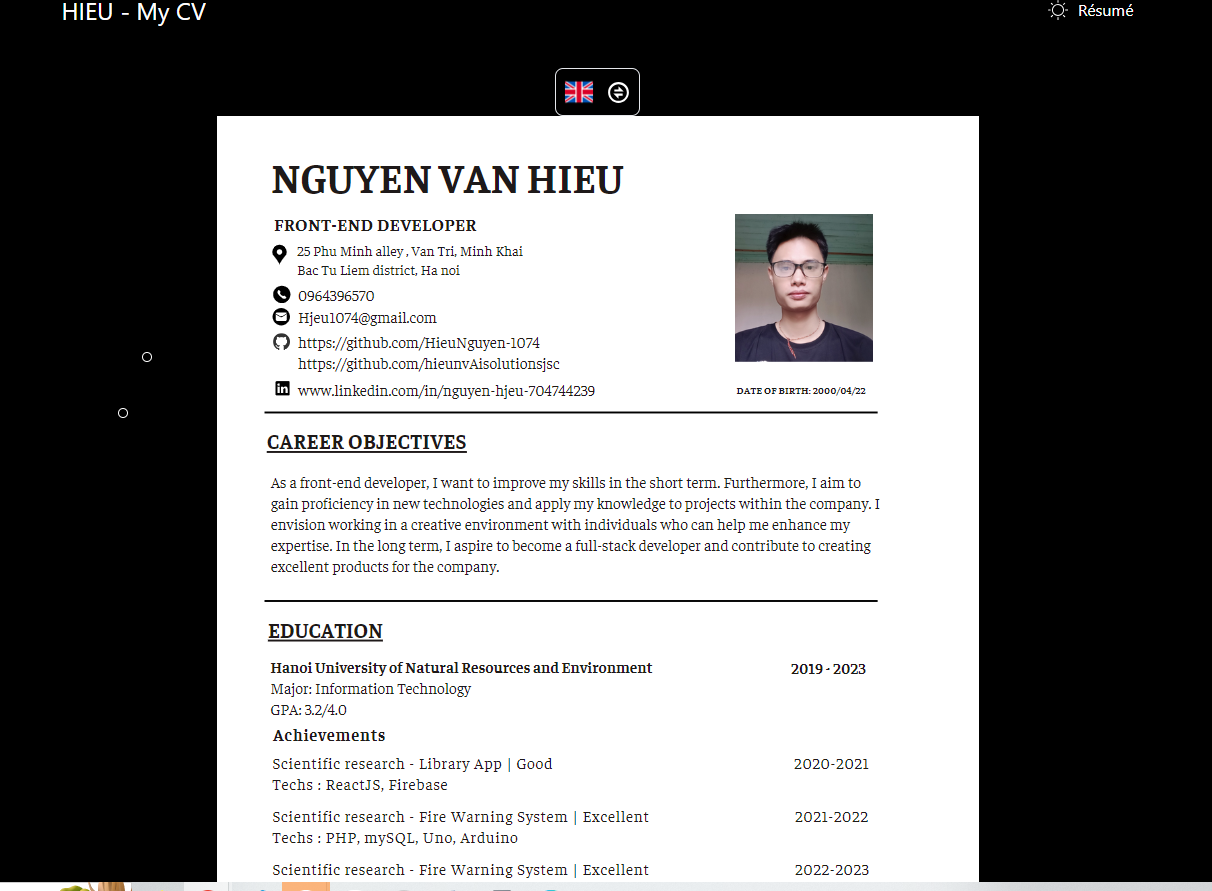 HIEU - My CV
Résumé
NGUYEN VAN HIEU
FRONT-END DEVELOPER
25 Phu Minh alley , Van Tri, Minh Khai
Bac Tu Liem district, Ha noi
0964396570
Hjeu1074@gmail.com
https://github.com/HieuNguyen-1074
https://github.com/hieunvAisolutionsjsc
www.linkedin.com/in/nguyen-hjeu-704744239
DATE OF BIRTH: 2000/04/22
CAREER OBJECTIVES
As a front-end developer, I want to improve my skills in the short term. Furthermore, I aim to
gain proficiency in new technologies and apply my knowledge to projects within the company. I
envision working in a creative environment with individuals who can help me enhance my
expertise. In the long term, I aspire to become a full-stack developer and contribute to creating
excellent products for the company.
EDUCATION
Hanoi University of Natural Resources and Environment 2019 - 2023
Major: Information Technology
GPA: 3.2/4.0
Achievements
Scientific research - Library App | Good 2020-2021
Techs : ReactJS, Firebase
Scientific research - Fire Warning System | Excellent 2021-2022
Techs : PHP, mySQL, Uno, Arduino
Scientific research - Fire Warning System | Excellent 2022-2023